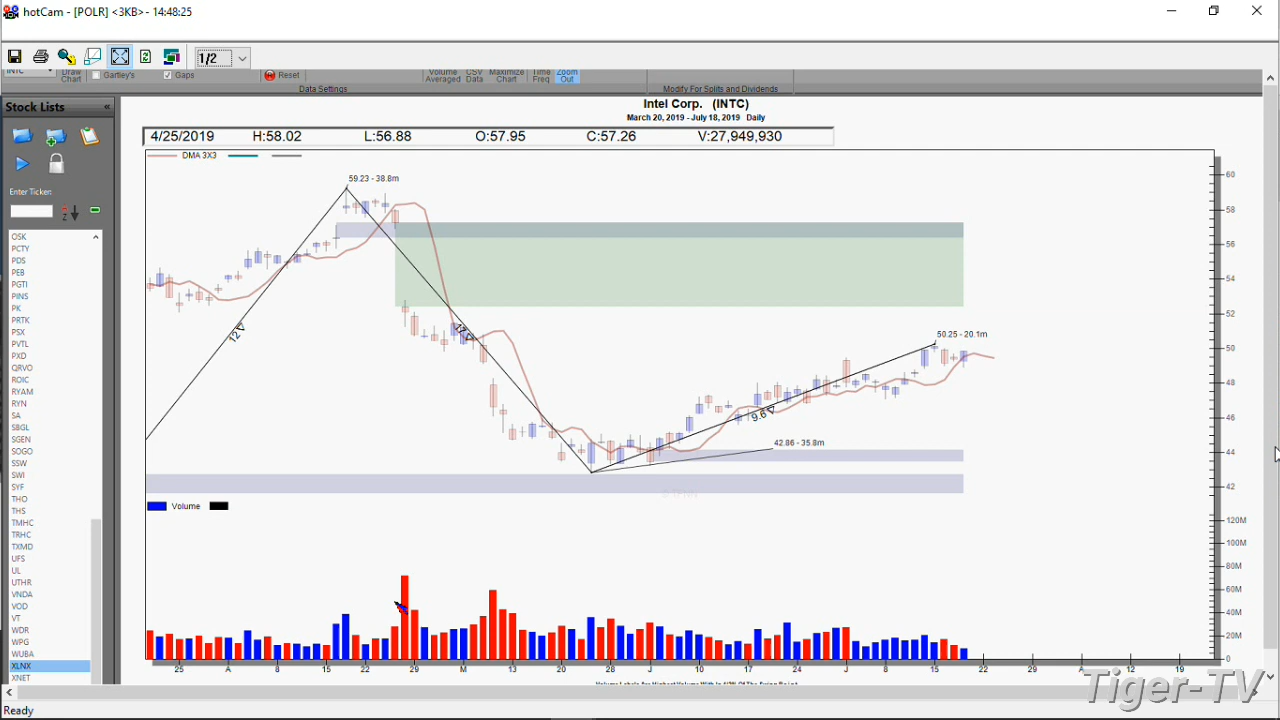 hotCam - [POLR] <3KB> - 14:48:25
1/2
INTC Draw Chart Gartley's Gaps Reset Volume Averaged CSV Data Maximize Chart Time Freq Zoom Out
Data Settings Modify For Splits and Dividends
Stock Lists «
Enter Ticker:
OSK
PCTY
PDS
PEB
PGTI
PINS
PK
PRTK
PSX
PVTL
PXD
QRVO
ROIC
RYAM
RYN
SA
SBGL
SGEN
SOGO
SSW
SWI
SYF
THO
THS
TMHC
TRHC
TXMD
UFS
UL
UTHR
VNDA
VOD
VT
WDR
WPG
WUBA
XLNX
XNET
Intel Corp. (INTC)
March 20, 2019 - July 18, 2019 Daily
4/25/2019 H:58.02 L:56.88 O:57.95 C:57.26 V:27,949,930
DMA 3X3
59.23 - 38.8m
50.25 - 20.1m
42.86 - 35.8m
12
9.6
60
58
56
54
52
50
48
46
44
42
Volume
120M
100M
80M
60M
40M
20M
0
25 A 8 15 22 29 M 13 20 28 J 10 17 24 J 8 15 22 29 A 12 19
Tiger-TV
Ready